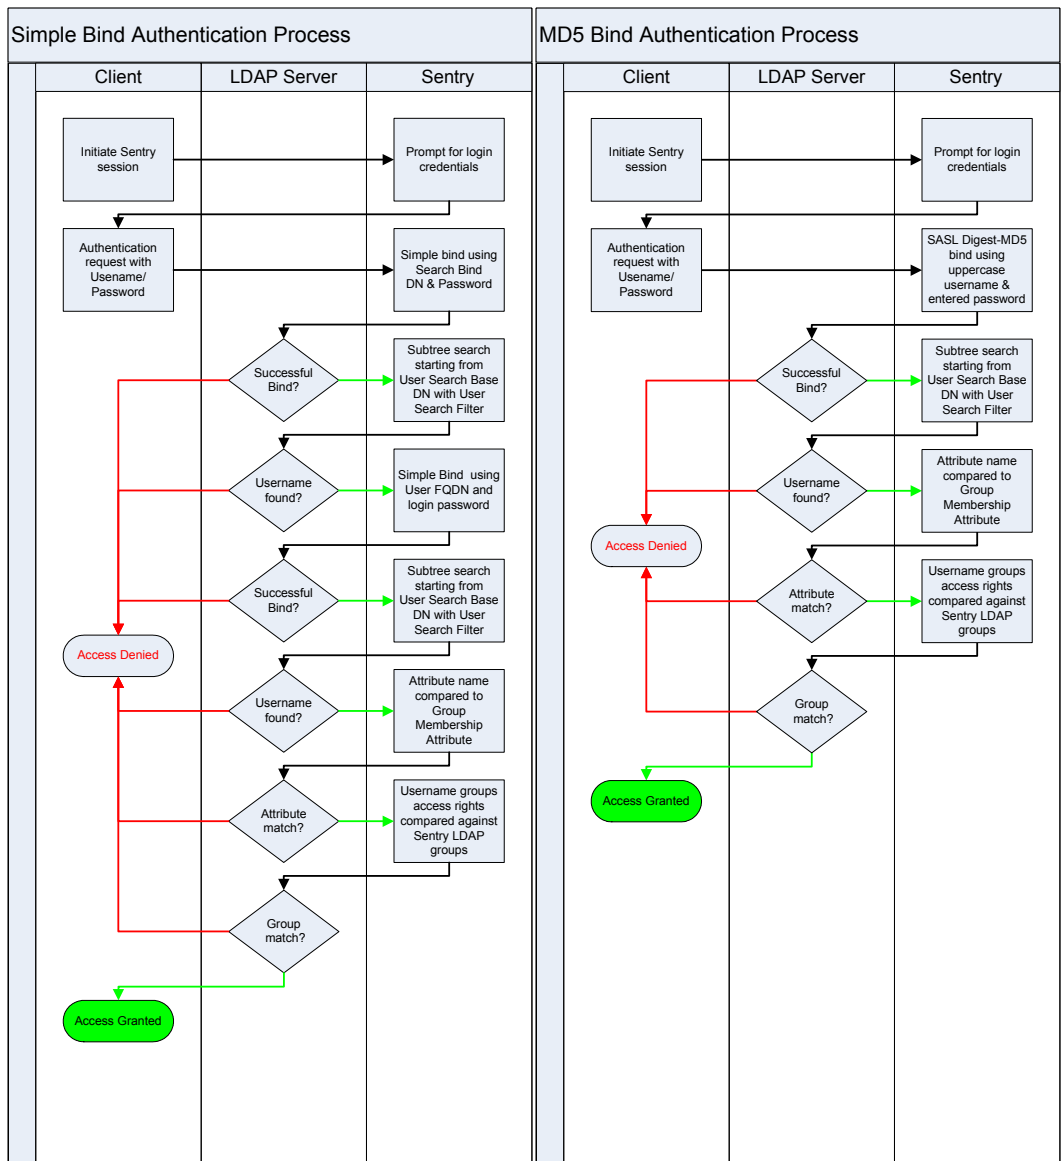 Simple Bind Authentication Process
Client
LDAP Server
Sentry
Initiate Sentry
session
Prompt for login
credentials
Authentication
request with
Usename/
Password
Simple bind using
Search Bind
DN & Password
Successful
Bind?
Subtree search
starting from
User Search Base
DN with User
Search Filter
Username
found?
Simple Bind using
User FQDN and
login password
Successful
Bind?
Subtree search
starting from
User Search Base
DN with User
Search Filter
Access Denied
Username
found?
Attribute name
compared to
Group
Membership
Attribute
Attribute
match?
Username groups
access rights
compared against
Sentry LDAP
groups
Group
match?
Access Granted
MD5 Bind Authentication Process
Client
LDAP Server
Sentry
Initiate Sentry
session
Prompt for login
credentials
Authentication
request with
Usename/
Password
SASL Digest-MD5
bind using
uppercase
username &
entered password
Successful
Bind?
Subtree search
starting from
User Search Base
DN with User
Search Filter
Username
found?
Attribute name
compared to
Group
Membership
Attribute
Access Denied
Attribute
match?
Username groups
access rights
compared against
Sentry LDAP
groups
Group
match?
Access Granted